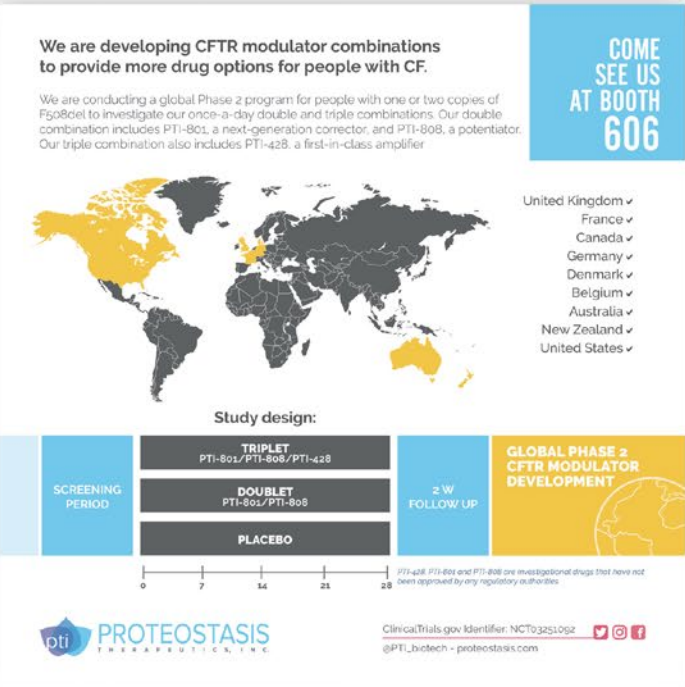 We are developing CFTR modulator combinations
to provide more drug options for people with CF.
We are conducting a global Phase 2 program for people with one or two copies of
F508del to investigate our once-a-day double and triple combinations. Our double
combination includes PTI-801, a next-generation corrector, and PTI-808, a potentiator.
Our triple combination also includes PTI-428, a first-in-class amplifier
COME
SEE US
AT BOOTH
606
United Kingdom ✓
France ✓
Canada ✓
Germany ✓
Denmark ✓
Belgium ✓
Australia ✓
New Zealand ✓
United States ✓
Study design:
SCREENING
PERIOD
TRIPLET
PTI-801/PTI-808/PTI-428
DOUBLET
PTI-801/PTI-808
PLACEBO
2 W
FOLLOW UP
GLOBAL PHASE 2
CFTR MODULATOR
DEVELOPMENT
0 7 14 21 28
PTI-428, PTI-801 and PTI-808 are investigational drugs that have not
been approved by any regulatory authorities
pti PROTEOSTASIS
THERAPEUTICS, INC.
ClinicalTrials.gov Identifier: NCT03251092
@PTI_biotech - proteostasis.com